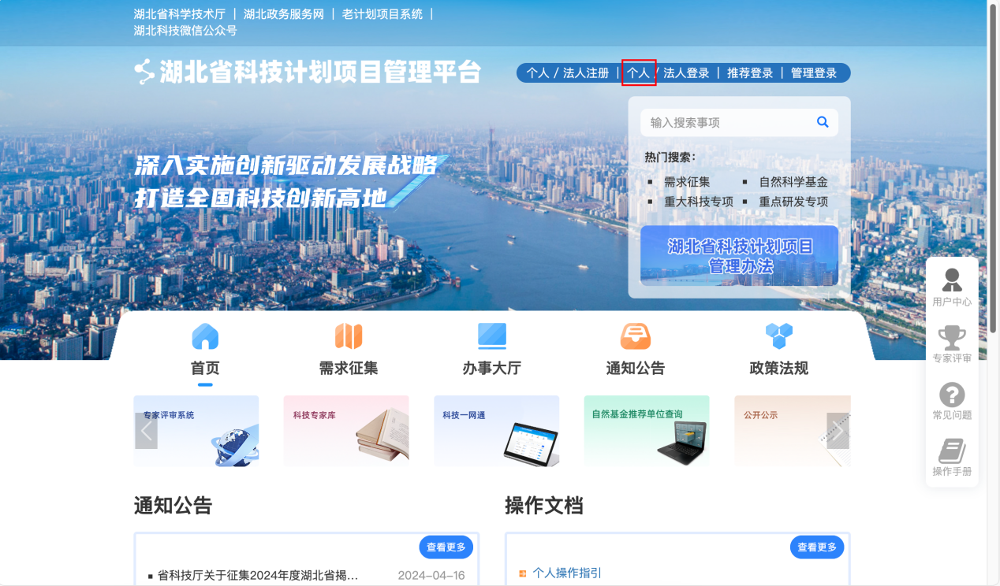 湖北省科学技术厅 | 湖北政务服务网 | 老计划项目系统 |
湖北科技微信公众号
湖北省科技计划项目管理平台
个人 / 法人注册 | 个人 / 法人登录 | 推荐登录 | 管理登录
输入搜索事项
热门搜索：
需求征集
自然科学基金
重大科技专项
重点研发专项
深入实施创新驱动发展战略
打造全国科技创新高地
湖北省科技计划项目
管理办法
用户中心
专家评审
常见问题
操作手册
首页
需求征集
办事大厅
通知公告
政策法规
专家评审系统
科技专家库
科技一网通
自然基金推荐单位查询
公开公示
通知公告
查看更多
省科技厅关于征集2024年度湖北省揭... 2024-04-16
操作文档
查看更多
个人操作指引